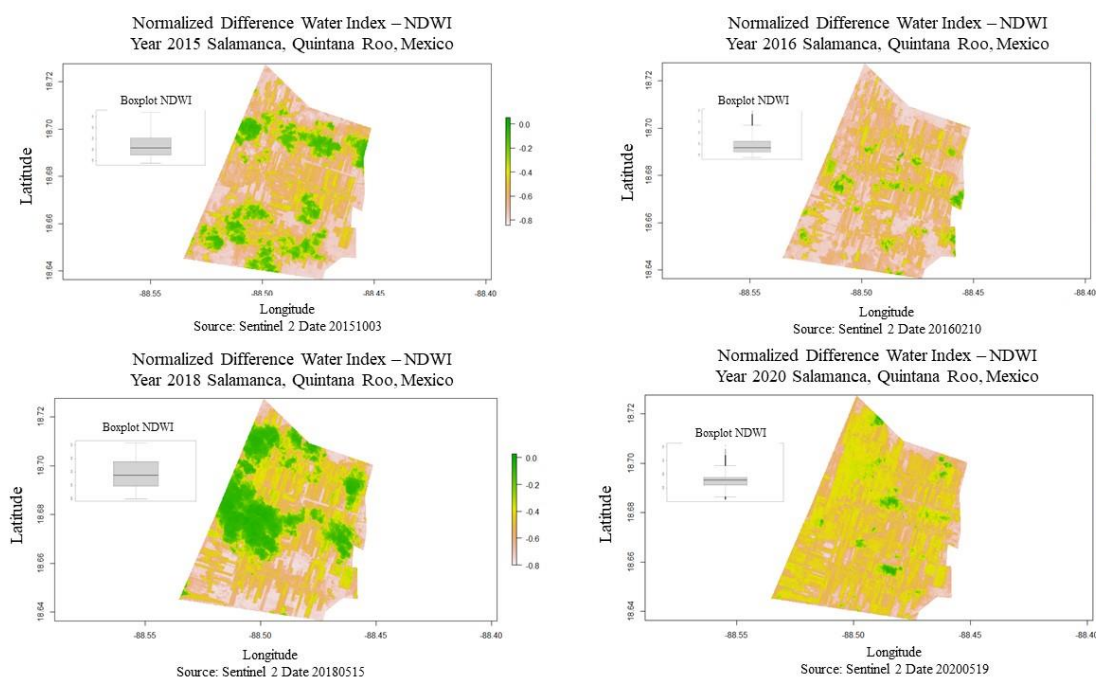 Normalized Difference Water Index – NDWI
Year 2015 Salamanca, Quintana Roo, Mexico
Boxplot NDWI
Latitude
18.72
18.70
18.68
18.66
18.64
0.0
-0.2
-0.4
-0.6
-0.8
-88.55
-88.50
-88.45
-88.40
Longitude
Source: Sentinel 2 Date 20151003
Normalized Difference Water Index – NDWI
Year 2016 Salamanca, Quintana Roo, Mexico
Boxplot NDWI
Latitude
18.72
18.70
18.68
18.66
18.64
-88.55
-88.50
-88.45
-88.40
Longitude
Source: Sentinel 2 Date 20160210
Normalized Difference Water Index – NDWI
Year 2018 Salamanca, Quintana Roo, Mexico
Boxplot NDWI
Latitude
18.72
18.70
18.68
18.66
18.64
0.0
-0.2
-0.4
-0.6
-0.8
-88.55
-88.50
-88.45
-88.40
Longitude
Source: Sentinel 2 Date 20180515
Normalized Difference Water Index – NDWI
Year 2020 Salamanca, Quintana Roo, Mexico
Boxplot NDWI
Latitude
18.72
18.70
18.68
18.66
18.64
-88.55
-88.50
-88.45
-88.40
Longitude
Source: Sentinel 2 Date 20200519